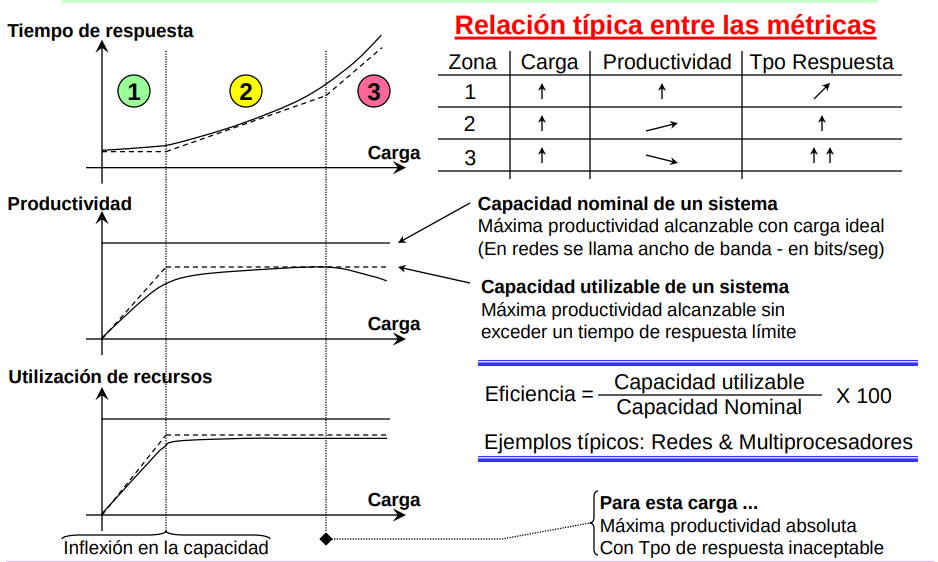 Relación típica entre las métricas
Tiempo de respuesta
1
2
3
Carga
Zona Carga Productividad Tpo Respuesta
1 ↑ ↑ ↗
2 ↑ → ↑
3 ↑ → ↑↑
Productividad
Carga
Capacidad nominal de un sistema
Máxima productividad alcanzable con carga ideal
(En redes se llama ancho de banda - en bits/seg)
Capacidad utilizable de un sistema
Máxima productividad alcanzable sin
exceder un tiempo de respuesta límite
Utilización de recursos
Carga
Inflexión en la capacidad
Eficiencia = Capacidad utilizable X 100
Capacidad Nominal
Ejemplos típicos: Redes & Multiprocesadores
Para esta carga ...
Máxima productividad absoluta
Con Tpo de respuesta inaceptable